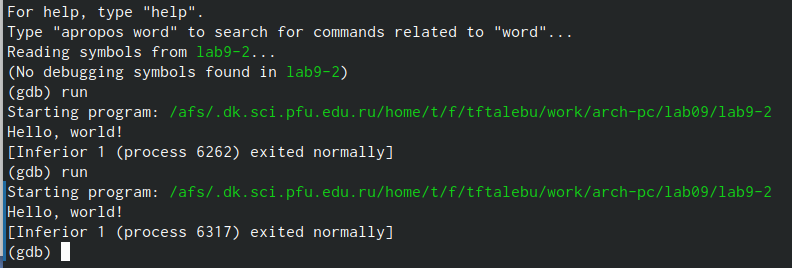 For help, type "help".
Type "apropos word" to search for commands related to "word"...
Reading symbols from lab9-2...
(No debugging symbols found in lab9-2)
(gdb) run
Starting program: /afs/.dk.sci.pfu.edu.ru/home/t/f/tftalebu/work/arch-pc/lab09/lab9-2
Hello, world!
[Inferior 1 (process 6262) exited normally]
(gdb) run
Starting program: /afs/.dk.sci.pfu.edu.ru/home/t/f/tftalebu/work/arch-pc/lab09/lab9-2
Hello, world!
[Inferior 1 (process 6317) exited normally]
(gdb)